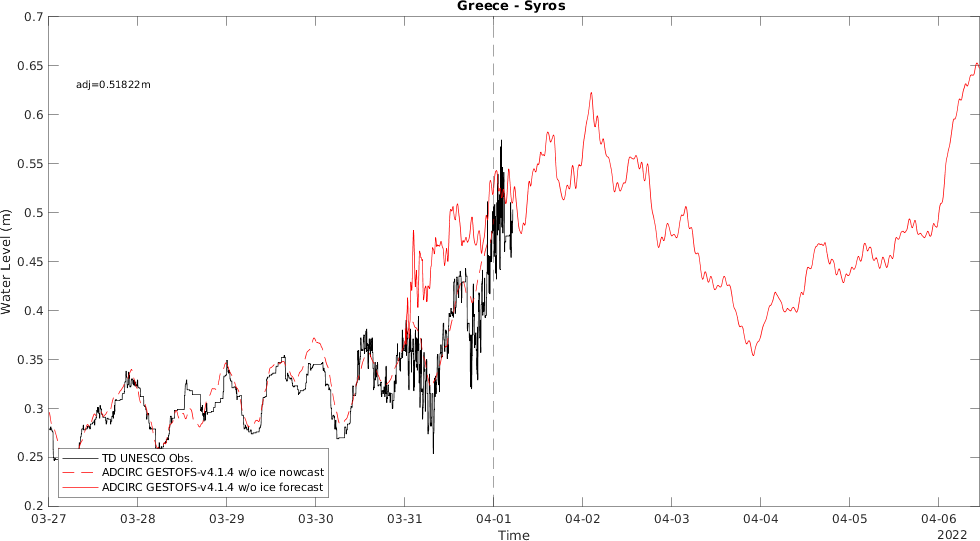 Greece - Syros
0.7
0.65
adj=0.51822m
0.6
0.55
0.5
0.45
0.4
0.35
0.3
0.25
0.2
Water Level (m)
TD UNESCO Obs.
ADCIRC GESTOFS-v4.1.4 w/o ice nowcast
ADCIRC GESTOFS-v4.1.4 w/o ice forecast
03-27 03-28 03-29 03-30 03-31 04-01 04-02 04-03 04-04 04-05 04-06
Time 2022